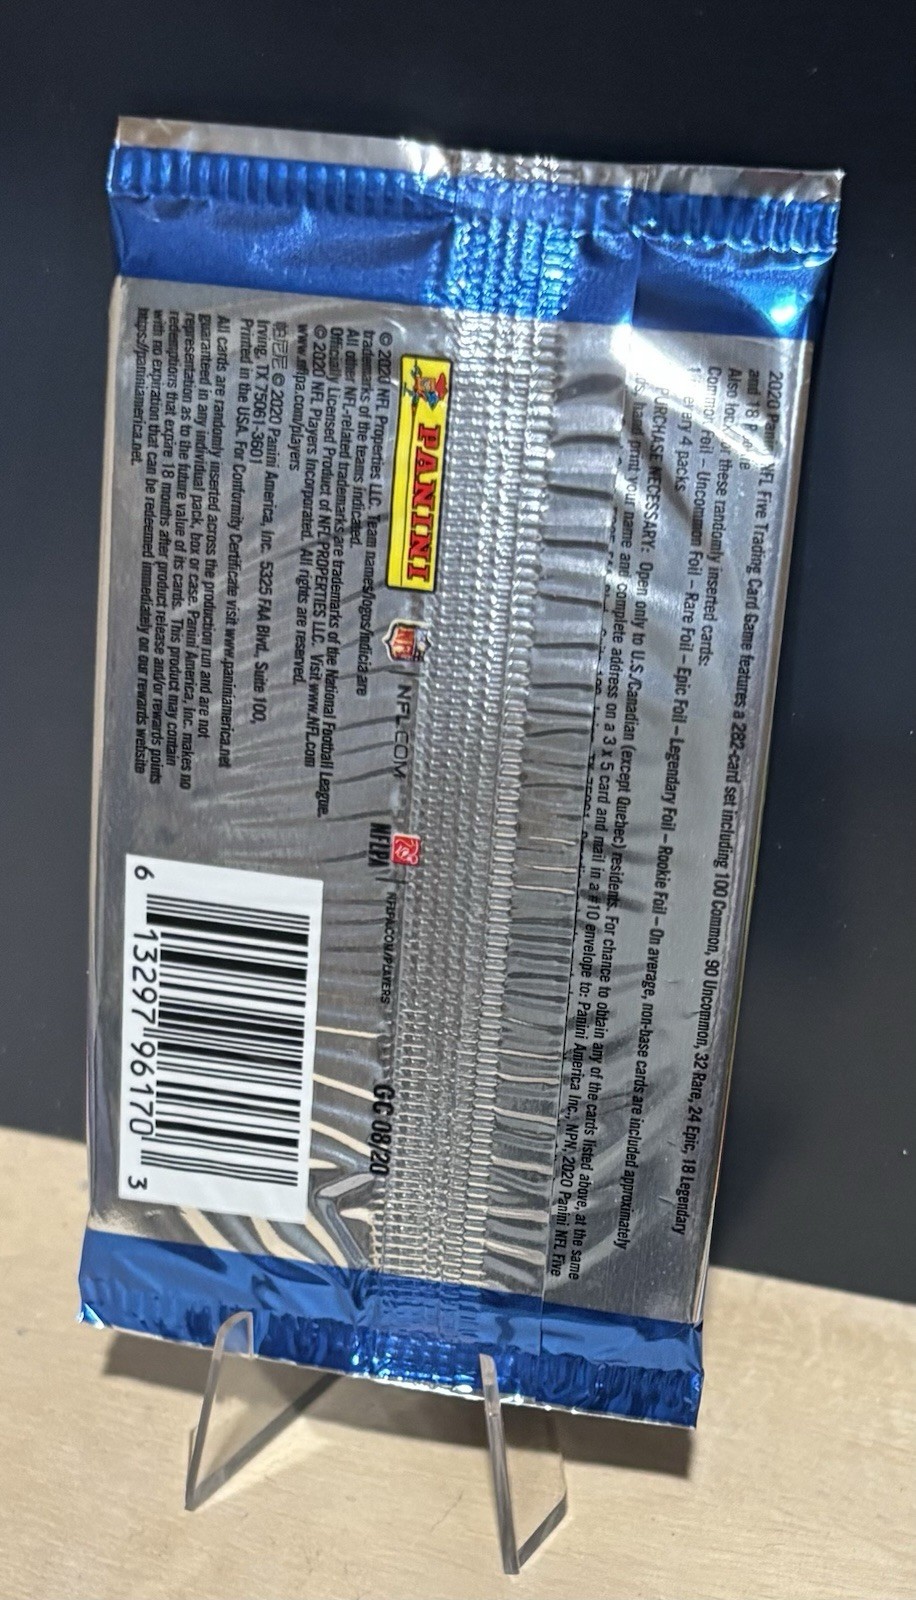 2020 Panini NFL Five Trading Card Game features a 282-card set including 100 Common, 90 Uncommon, 32 Rare, 24 Epic, 18 Legendary
and 18
Also of these randomly inserted cards:
Common Foil – Uncommon Foil – Rare Foil – Epic Foil – Legendary Foil – Rookie Foil – On average, non-base cards are included approximately
every 4 packs
PURCHASE NECESSARY: Open only to U.S./Canadian (except Quebec) residents. For chance to obtain any of the cards listed above, at the same
hand print your name and complete address on a 3 x 5 card and mail in a #10 envelope to: Panini America Inc., NPN, 2020 Panini NFL Five
PANINI
NFL
NFL.COM
NFLPA
NFLPA.COM/PLAYERS
GC 08/20
© 2020 NFL Properties LLC. Team names/logos/indicia are
trademarks of the teams indicated.
All other NFL-related trademarks are trademarks of the National Football League.
Officially Licensed Product of NFL PROPERTIES LLC. Visit www.NFL.com
© 2020 NFL Players Incorporated. All rights are reserved.
www.nflpa.com/players
© 2020 Panini America, Inc. 5325 FAA Blvd., Suite 100,
Irving, TX 75061-3601
Printed in the USA. For Conformity Certificate visit www.paniniamerica.net
All cards are randomly inserted across the production run and are not
guaranteed in any individual pack, box or case. Panini America, Inc. makes no
representation as to the future value of its cards. This product may contain
redemptions that expire 18 months after product release and/or rewards points
with no expiration that can be redeemed immediately on our rewards website
https://paniniamerica.net.
6 13297 96170 3